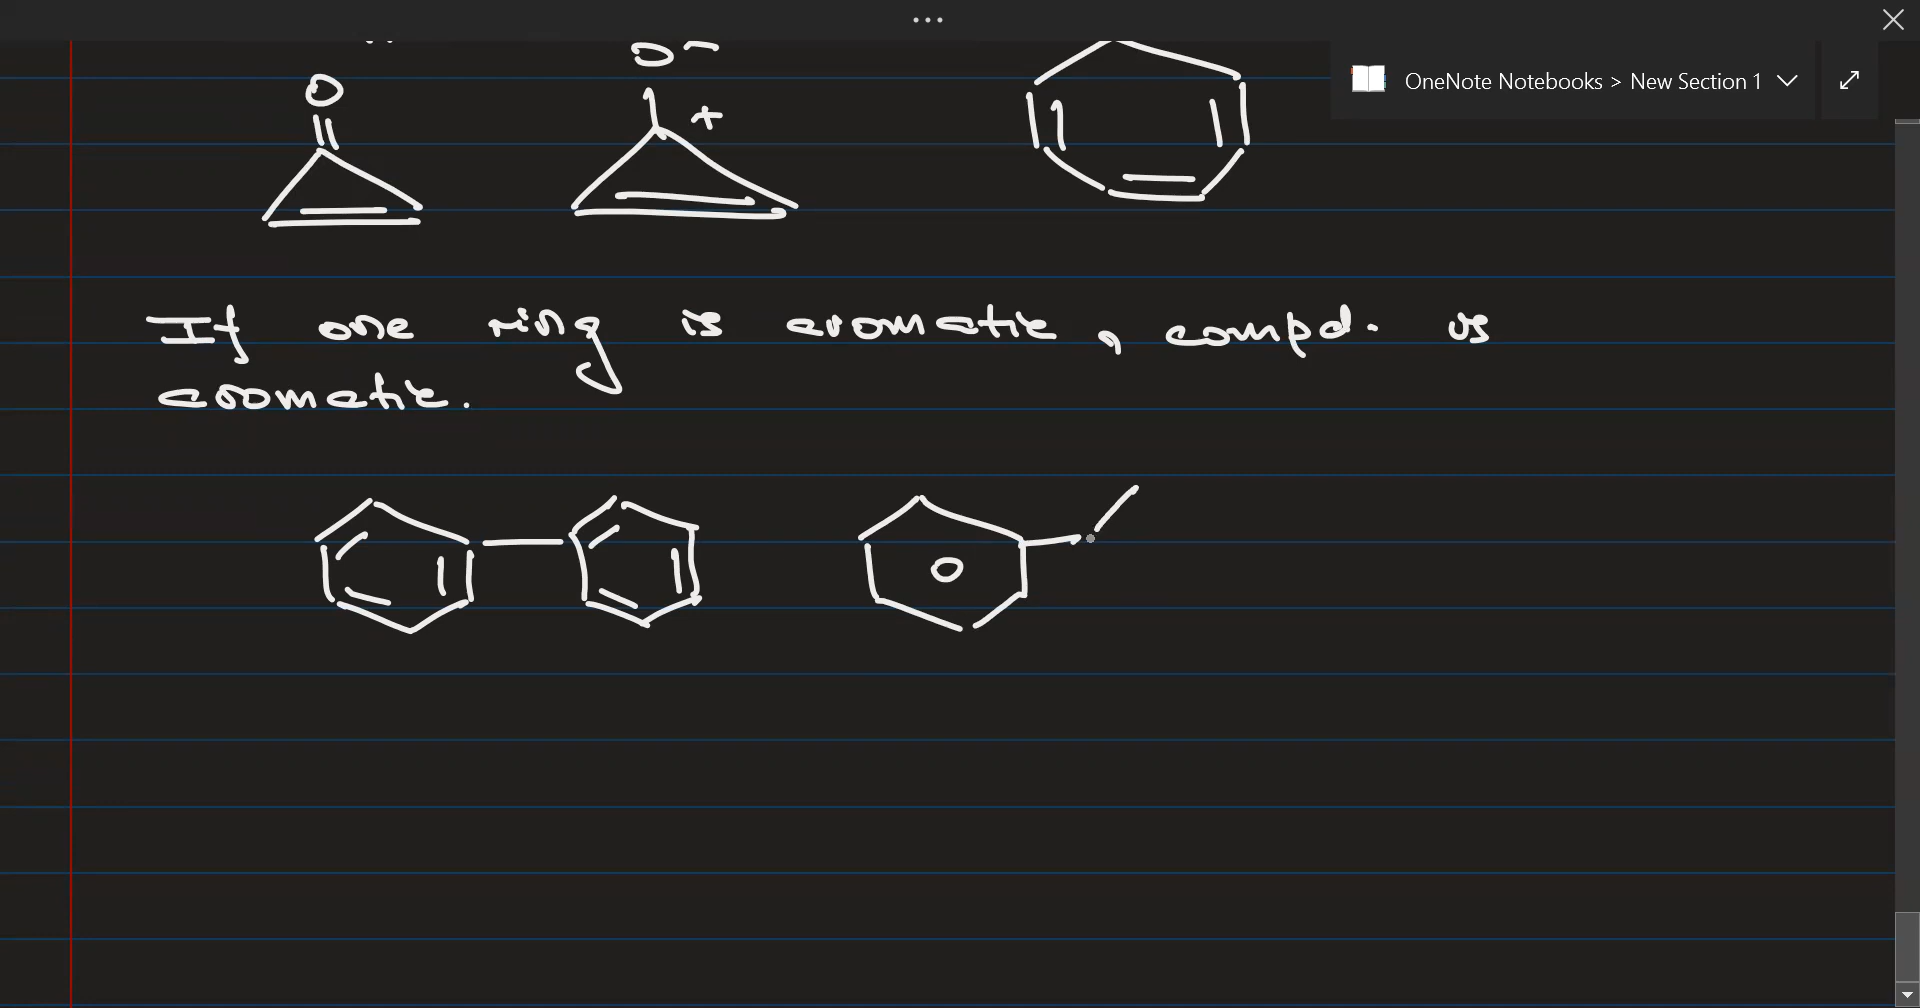 ...
OneNote Notebooks > New Section 1
O
O⁻
+
If one ring is aromatic, compd. is
aromatic.